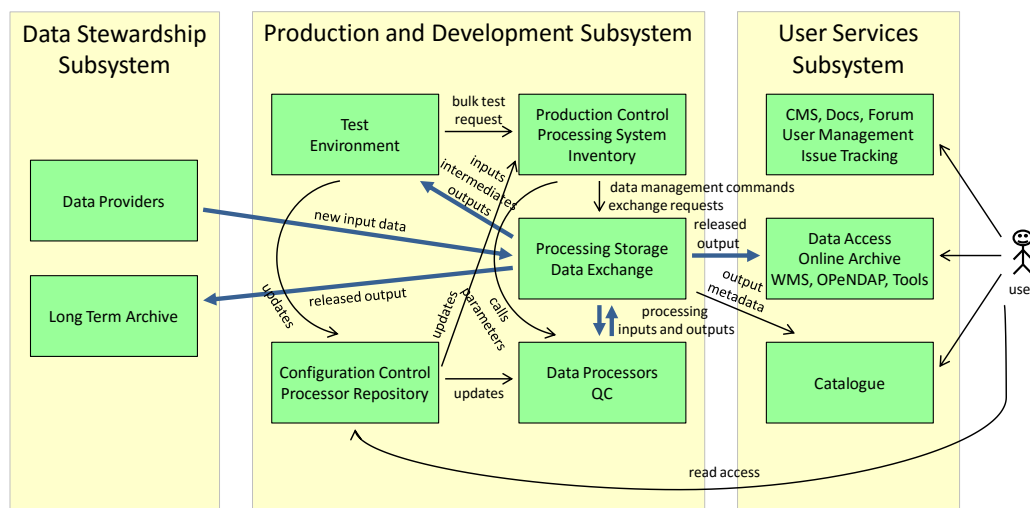 Data Stewardship
Subsystem
Production and Development Subsystem
User Services
Subsystem
Test
Environment
bulk test
request
Production Control
Processing System
Inventory
CMS, Docs, Forum
User Management
Issue Tracking
inputs
intermediates
outputs
data management commands
exchange requests
Data Providers
new input data
Processing Storage
Data Exchange
released
output
Data Access
Online Archive
WMS, OPeNDAP, Tools
user
Long Term Archive
released output
updates
updates
parameters
calls
processing
inputs and outputs
output
metadata
Configuration Control
Processor Repository
updates
Data Processors
QC
Catalogue
read access